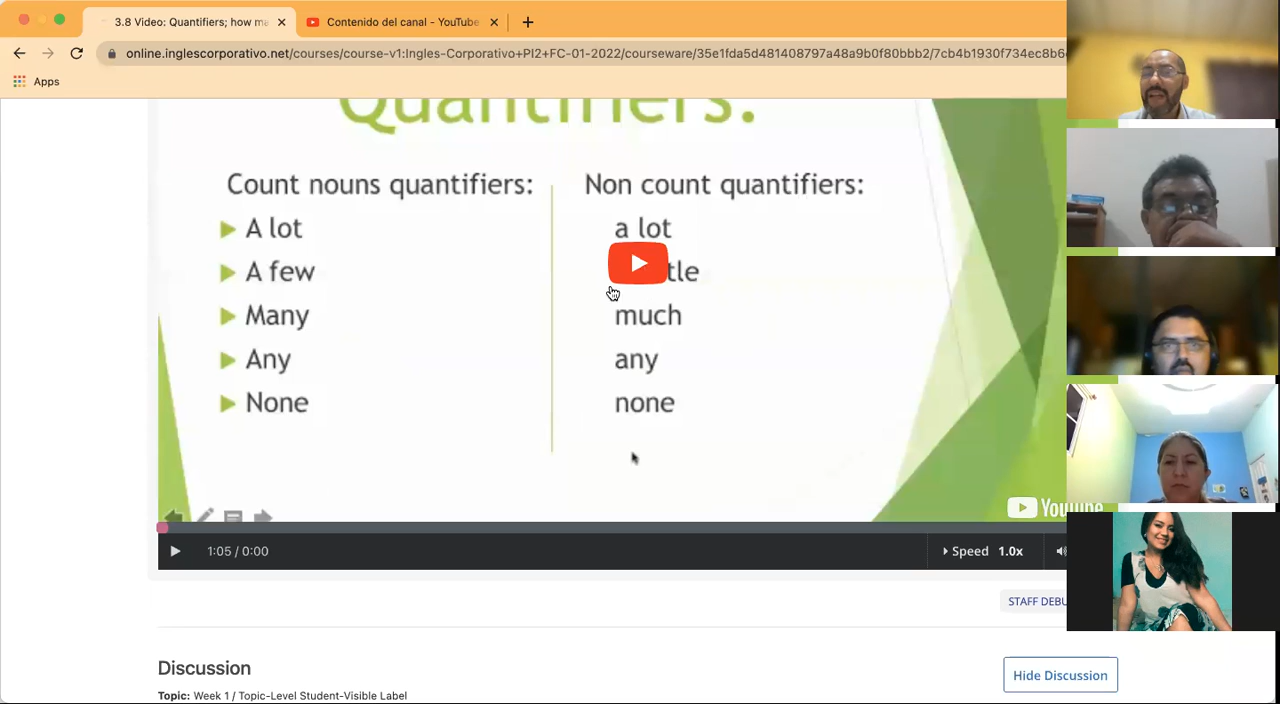 3.8 Video: Quantifiers; how ma
Contenido del canal - YouTube
online.inglescorporativo.net/courses/course-v1:Ingles-Corporativo+PI2+FC-01-2022/courseware/35e1fda5d481408797a48a9b0f80bbb2/7cb4b1930f734ec8b6
Apps
Quantifiers.
Count nouns quantifiers:
Non count quantifiers:
A lot
a lot
A few
tle
Many
much
Any
any
None
none
YouTube
1:05 / 0:00
Speed 1.0x
STAFF DEBU
Discussion
Hide Discussion
Topic: Week 1 / Topic-Level Student-Visible Label